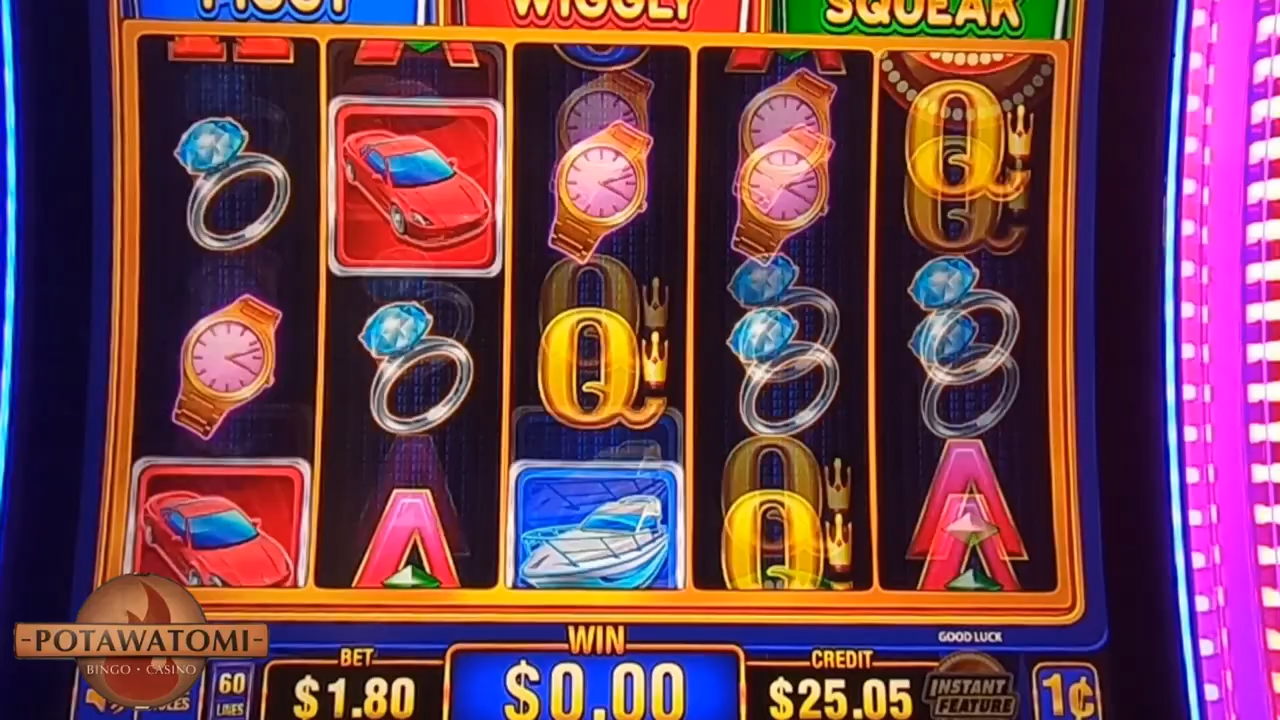 PIGGY
WIGGLY
SQUEAK
Q
Q
Q
A
A
WIN
GOOD LUCK
-POTAWATOMI-
BINGO • CASINO
60
LINES
BET
$1.80
$0.00
CREDIT
$25.05
INSTANT
FEATURE
1¢